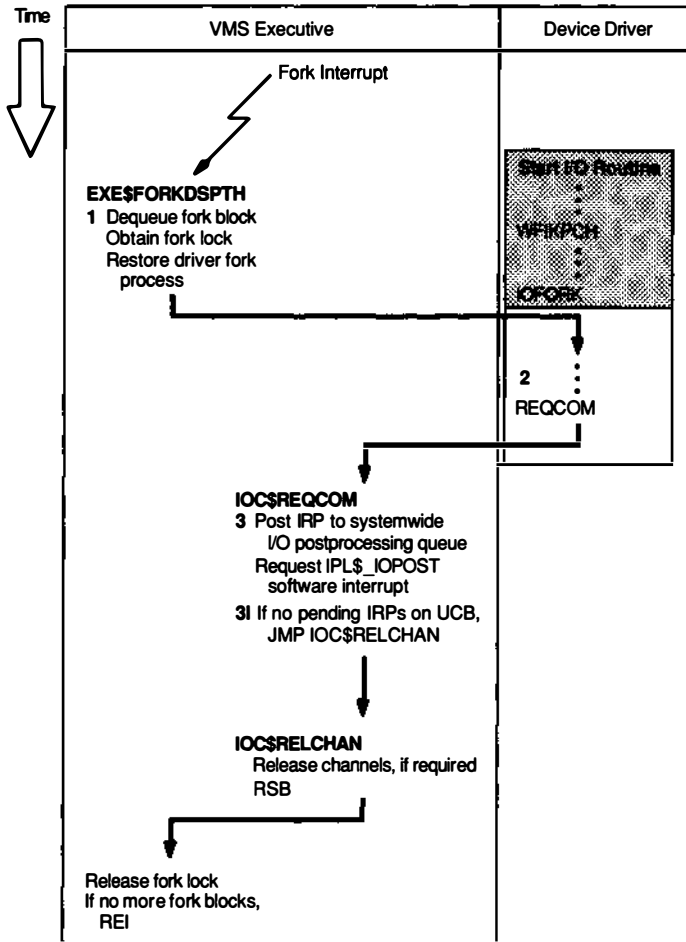 Time
VMS Executive
Device Driver
Fork Interrupt
Start I/O Routine
WFIKPCH
IOFORK
EXE$FORKDSPTH
1 Dequeue fork block
Obtain fork lock
Restore driver fork
process
2
REQCOM
IOC$REQCOM
3 Post IRP to systemwide
I/O postprocessing queue
Request IPL$_IOPOST
software interrupt
3I If no pending IRPs on UCB,
JMP IOC$RELCHAN
IOC$RELCHAN
Release channels, if required
RSB
Release fork lock
If no more fork blocks,
REI